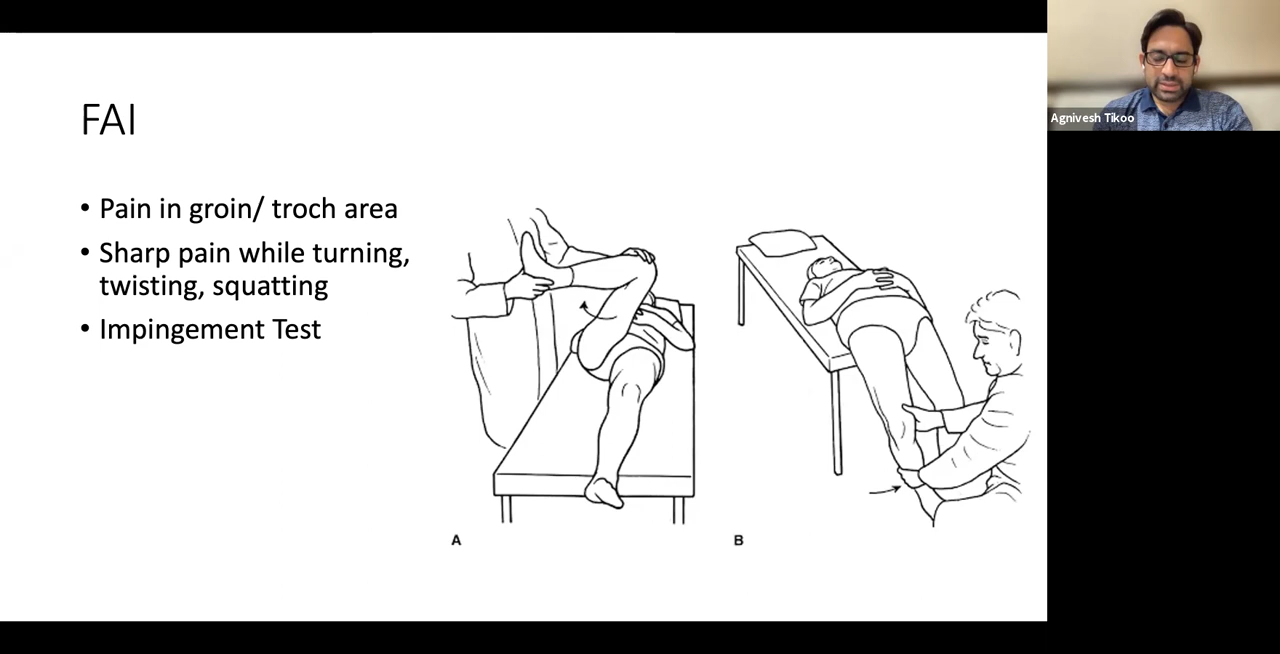 FAI
• Pain in groin/ troch area
• Sharp pain while turning,
twisting, squatting
• Impingement Test
A
B
Agnivesh Tikoo